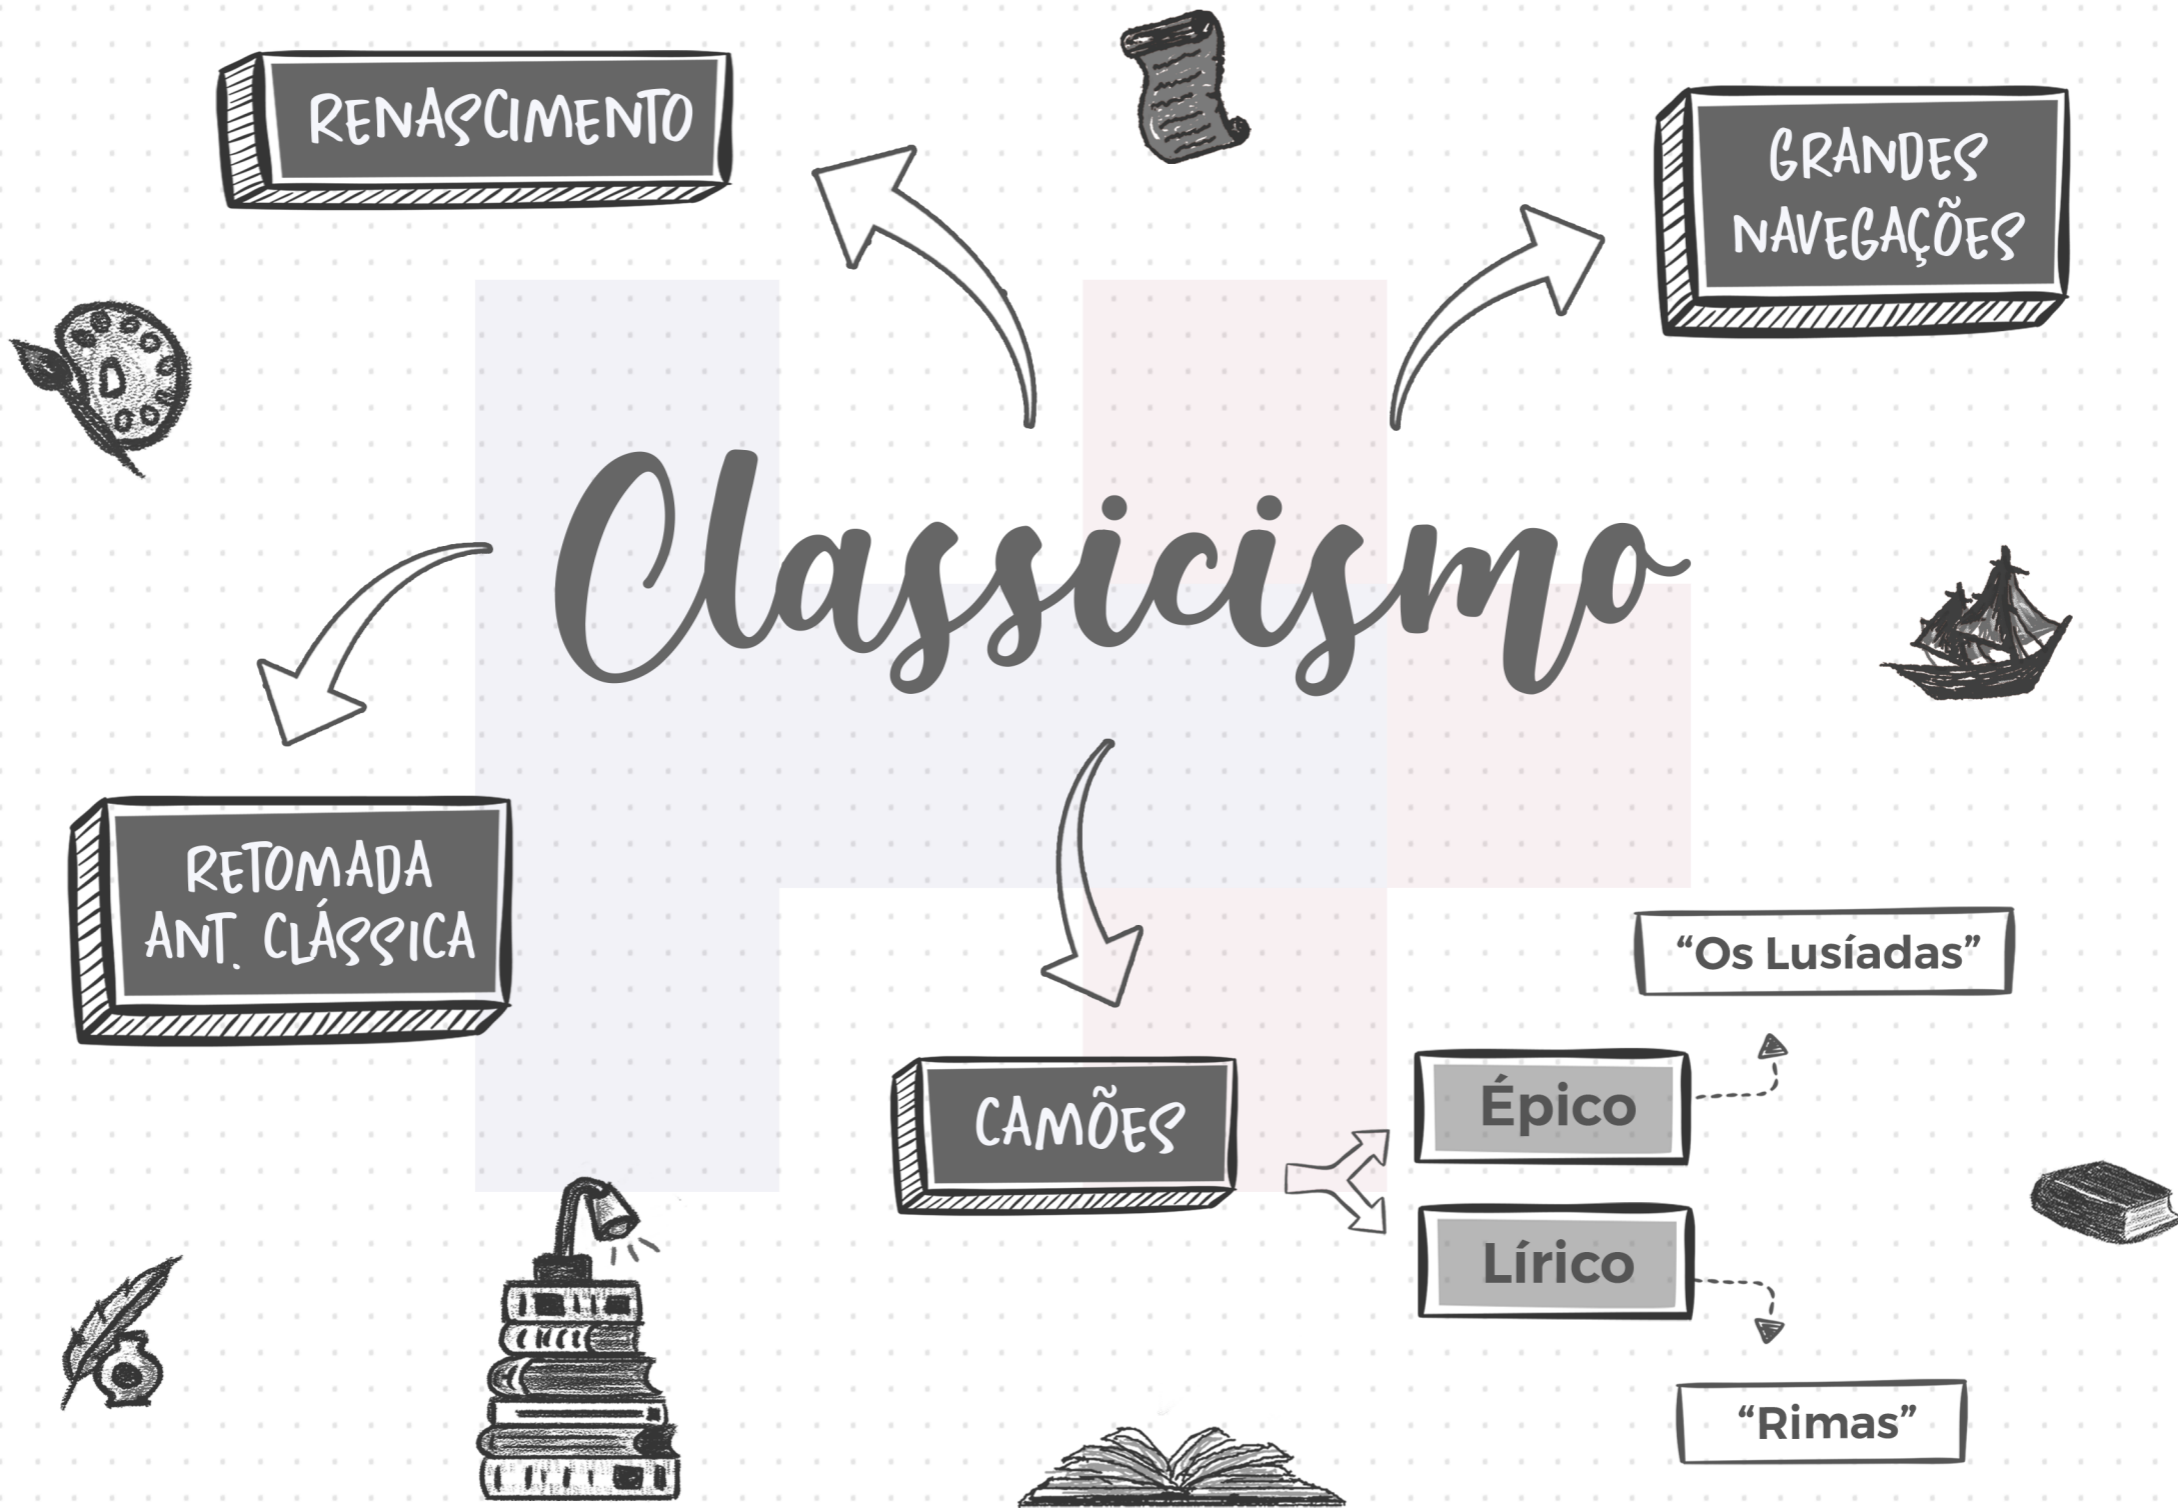 RENASCIMENTO
GRANDES
NAVEGAÇÕES
Classicismo
RETOMADA
ANT. CLÁSSICA
CAMÕES
Épico
"Os Lusíadas"
Lírico
"Rimas"